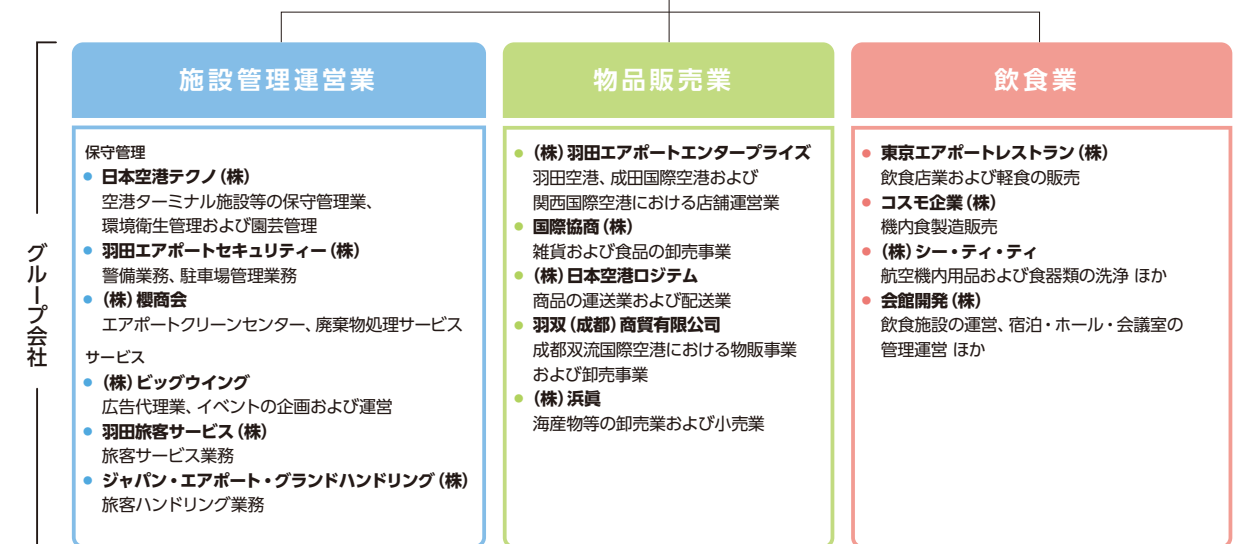 グループ会社
施設管理運営業
保守管理
日本空港テクノ(株)
空港ターミナル施設等の保守管理業、
環境衛生管理および園芸管理
羽田エアポートセキュリティー(株)
警備業務、駐車場管理業務
(株)櫻商会
エアポートクリーンセンター、廃棄物処理サービス
サービス
(株)ビッグウイング
広告代理業、イベントの企画および運営
羽田旅客サービス(株)
旅客サービス業務
ジャパン・エアポート・グランドハンドリング(株)
旅客ハンドリング業務
物品販売業
(株)羽田エアポートエンタープライズ
羽田空港、成田国際空港および
関西国際空港における店舗運営業
国際協商(株)
雑貨および食品の卸売事業
(株)日本空港ロジテム
商品の運送業および配送業
羽双(成都)商貿有限公司
成都双流国際空港における物販事業
および卸売事業
(株)浜眞
海産物等の卸売業および小売業
飲食業
東京エアポートレストラン(株)
飲食店業および軽食の販売
コスモ企業(株)
機内食製造販売
(株)シー・ティ・ティ
航空機内用品および食器類の洗浄 ほか
会館開発(株)
飲食施設の運営、宿泊・ホール・会議室の
管理運営 ほか